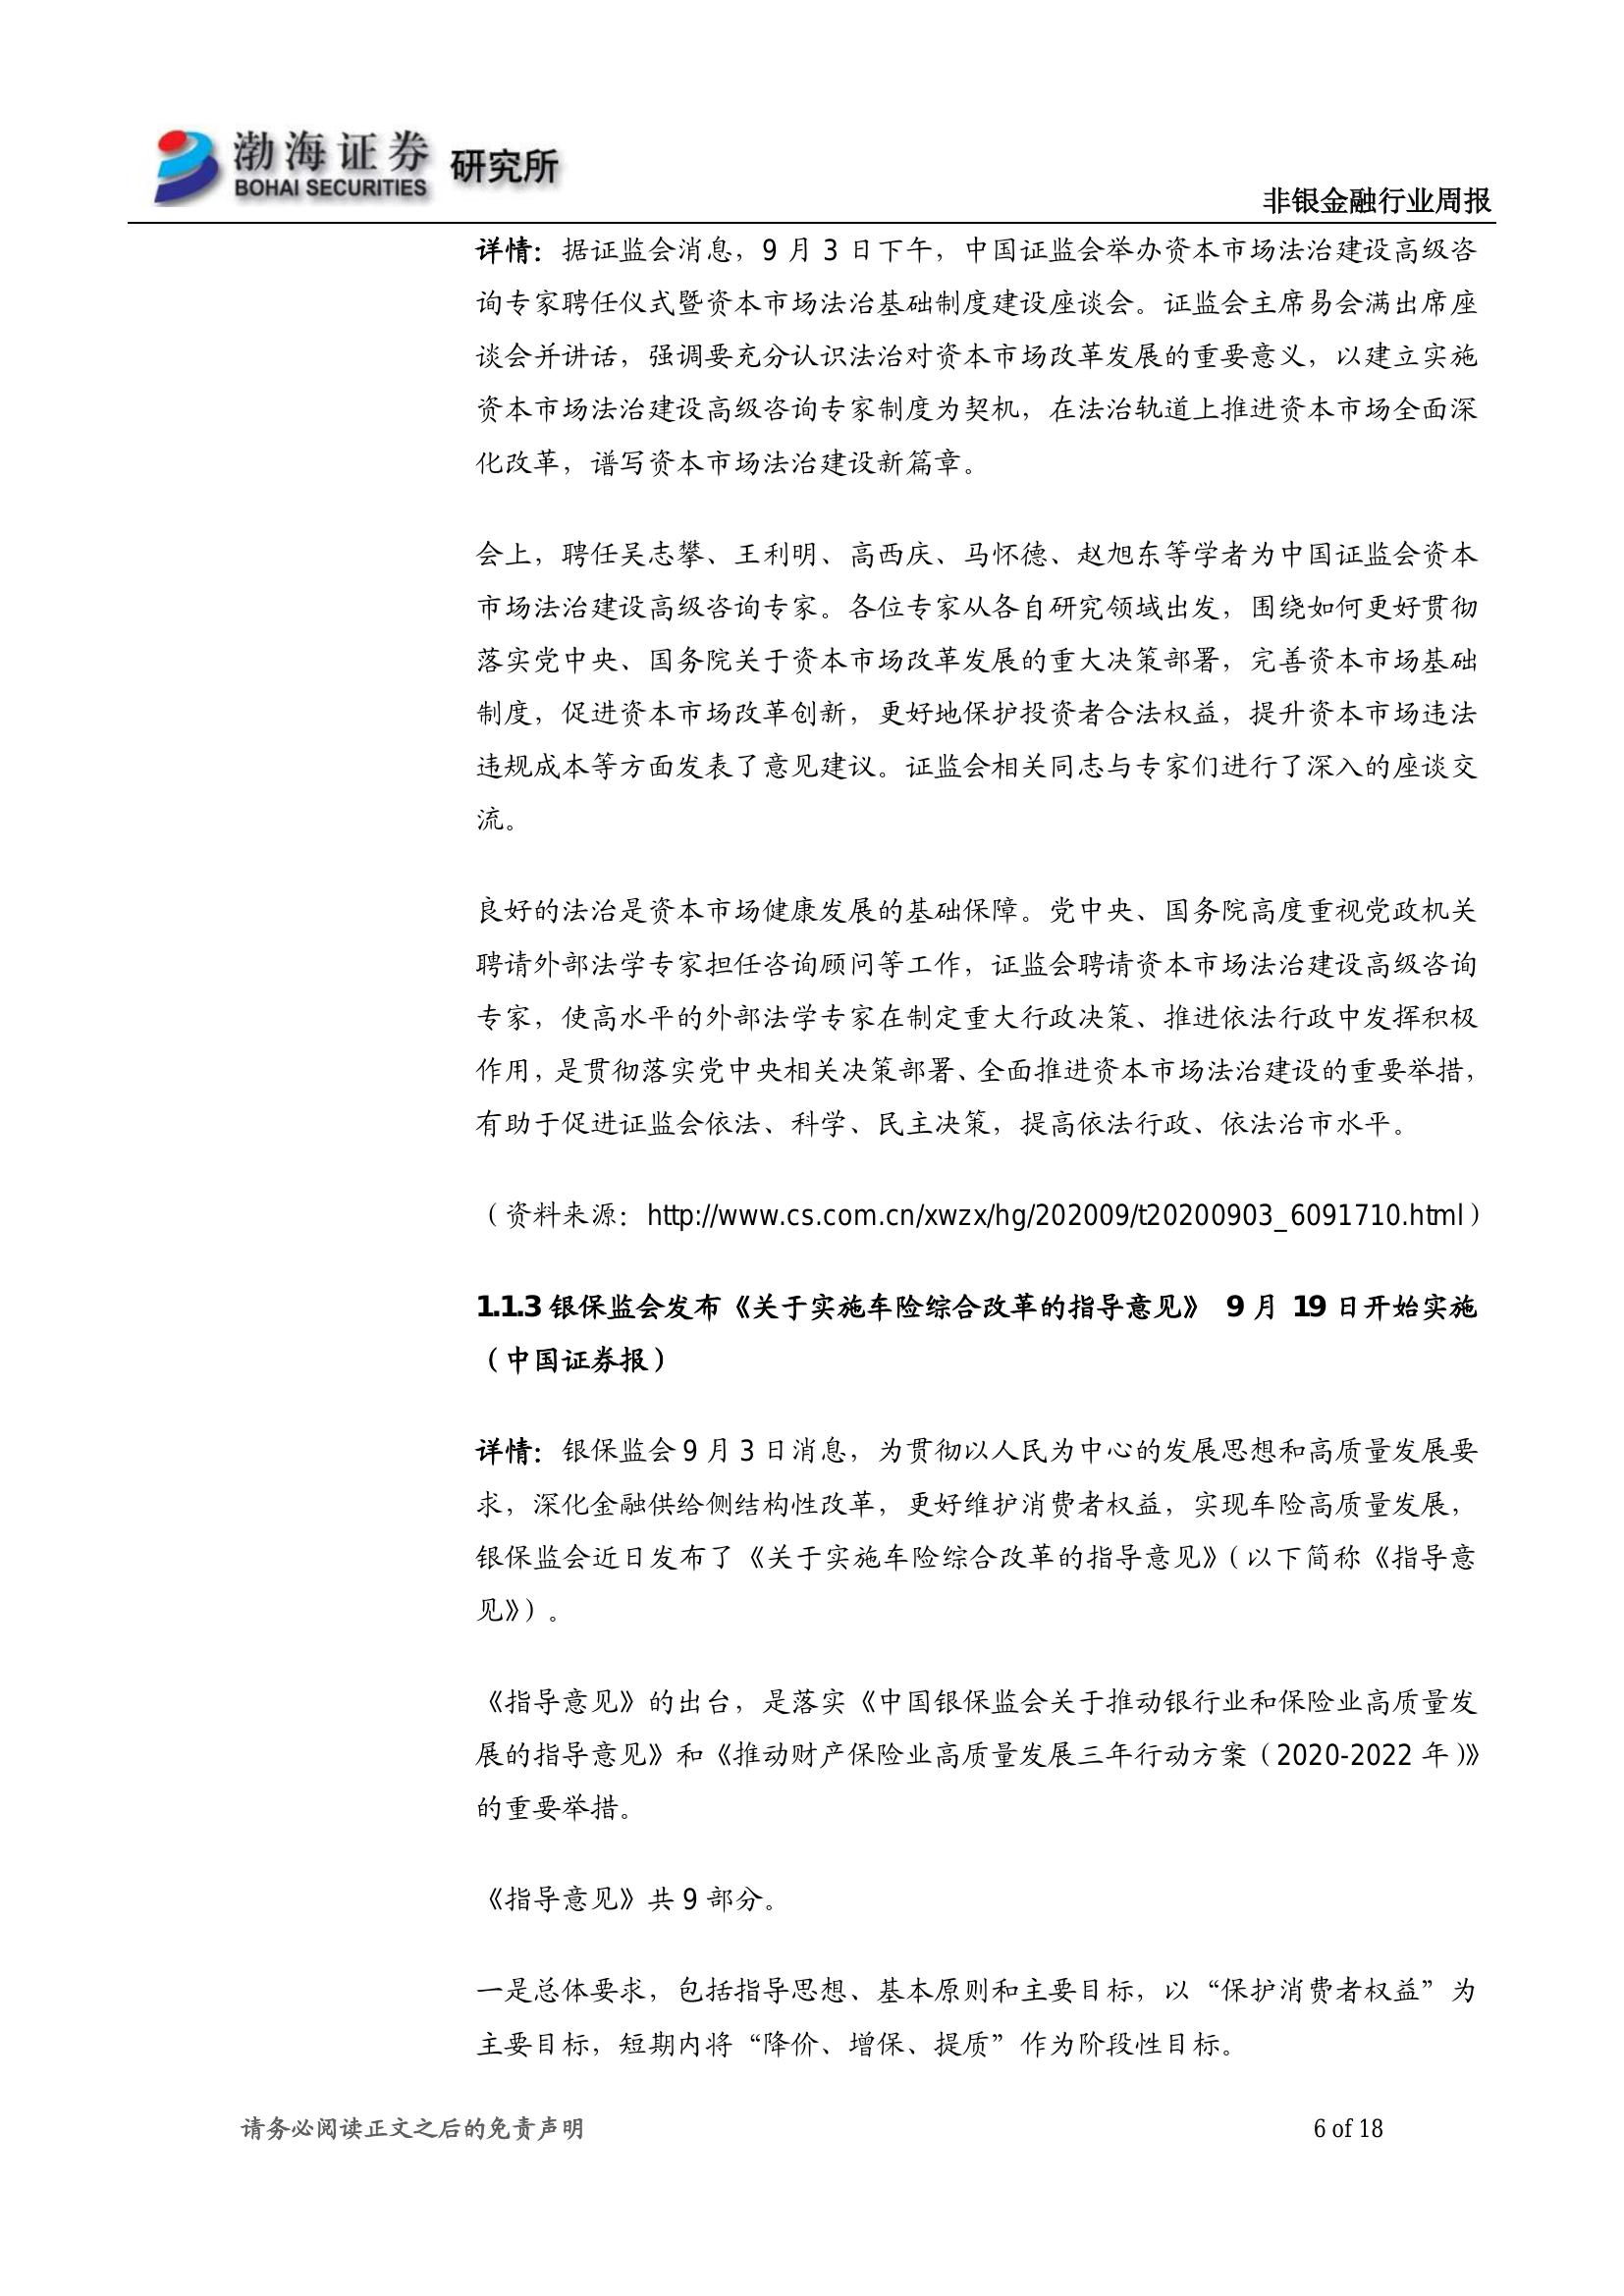 渤海证券
BOHAI SECURITIES
研究所
非银金融行业周报
详情：据证监会消息，9 月 3 日下午，中国证监会举办资本市场法治建设高级咨
询专家聘任仪式暨资本市场法治基础制度建设座谈会。证监会主席易会满出席座
谈会并讲话，强调要充分认识法治对资本市场改革发展的重要意义，以建立实施
资本市场法治建设高级咨询专家制度为契机，在法治轨道上推进资本市场全面深
化改革，谱写资本市场法治建设新篇章。
会上，聘任吴志攀、王利明、高西庆、马怀德、赵旭东等学者为中国证监会资本
市场法治建设高级咨询专家。各位专家从各自研究领域出发，围绕如何更好贯彻
落实党中央、国务院关于资本市场改革发展的重大决策部署，完善资本市场基础
制度，促进资本市场改革创新，更好地保护投资者合法权益，提升资本市场违法
违规成本等方面发表了意见建议。证监会相关同志与专家们进行了深入的座谈交
流。
良好的法治是资本市场健康发展的基础保障。党中央、国务院高度重视党政机关
聘请外部法学专家担任咨询顾问等工作，证监会聘请资本市场法治建设高级咨询
专家，使高水平的外部法学专家在制定重大行政决策、推进依法行政中发挥积极
作用，是贯彻落实党中央相关决策部署、全面推进资本市场法治建设的重要举措，
有助于促进证监会依法、科学、民主决策，提高依法行政、依法治市水平。
（资料来源：http://www.cs.com.cn/xwzx/hg/202009/t20200903_6091710.html）
1.1.3 银保监会发布《关于实施车险综合改革的指导意见》 9 月 19 日开始实施
（中国证券报）
详情：银保监会 9 月 3 日消息，为贯彻以人民为中心的发展思想和高质量发展要
求，深化金融供给侧结构性改革，更好维护消费者权益，实现车险高质量发展，
银保监会近日发布了《关于实施车险综合改革的指导意见》（以下简称《指导意
见》）。
《指导意见》的出台，是落实《中国银保监会关于推动银行业和保险业高质量发
展的指导意见》和《推动财产保险业高质量发展三年行动方案（2020-2022 年）》
的重要举措。
《指导意见》共 9 部分。
一是总体要求，包括指导思想、基本原则和主要目标，以“保护消费者权益”为
主要目标，短期内将“降价、增保、提质”作为阶段性目标。
请务必阅读正文之后的免责声明
6 of 18